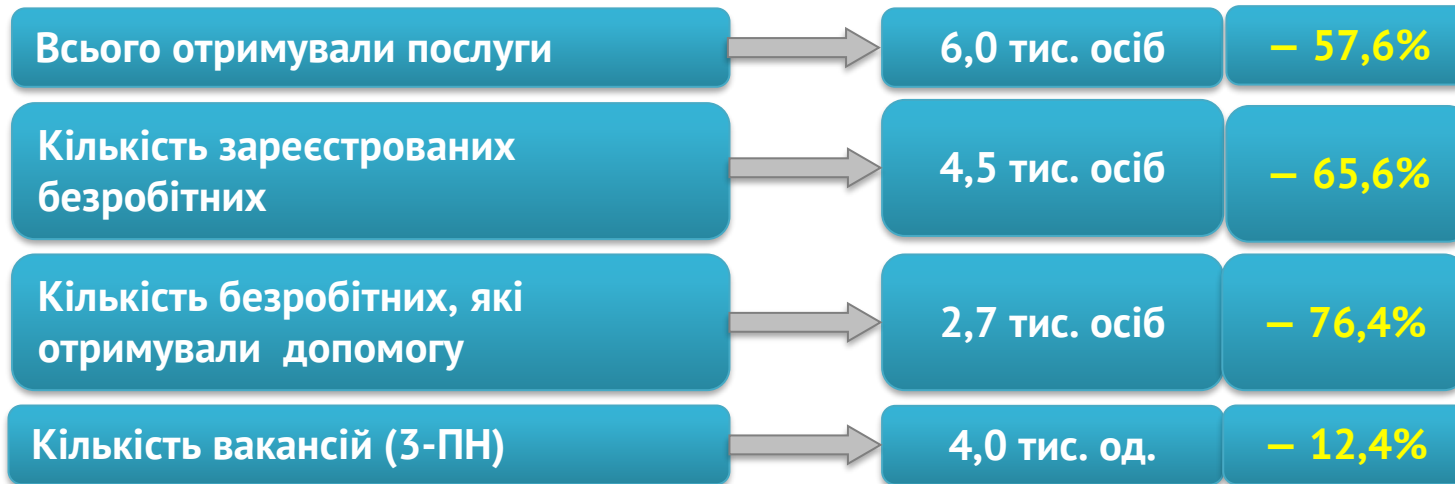 Всього отримували послуги 6,0 тис. осіб – 57,6%
Кількість зареєстрованих
безробітних 4,5 тис. осіб – 65,6%
Кількість безробітних, які
отримували допомогу 2,7 тис. осіб – 76,4%
Кількість вакансій (3-ПН) 4,0 тис. од. – 12,4%